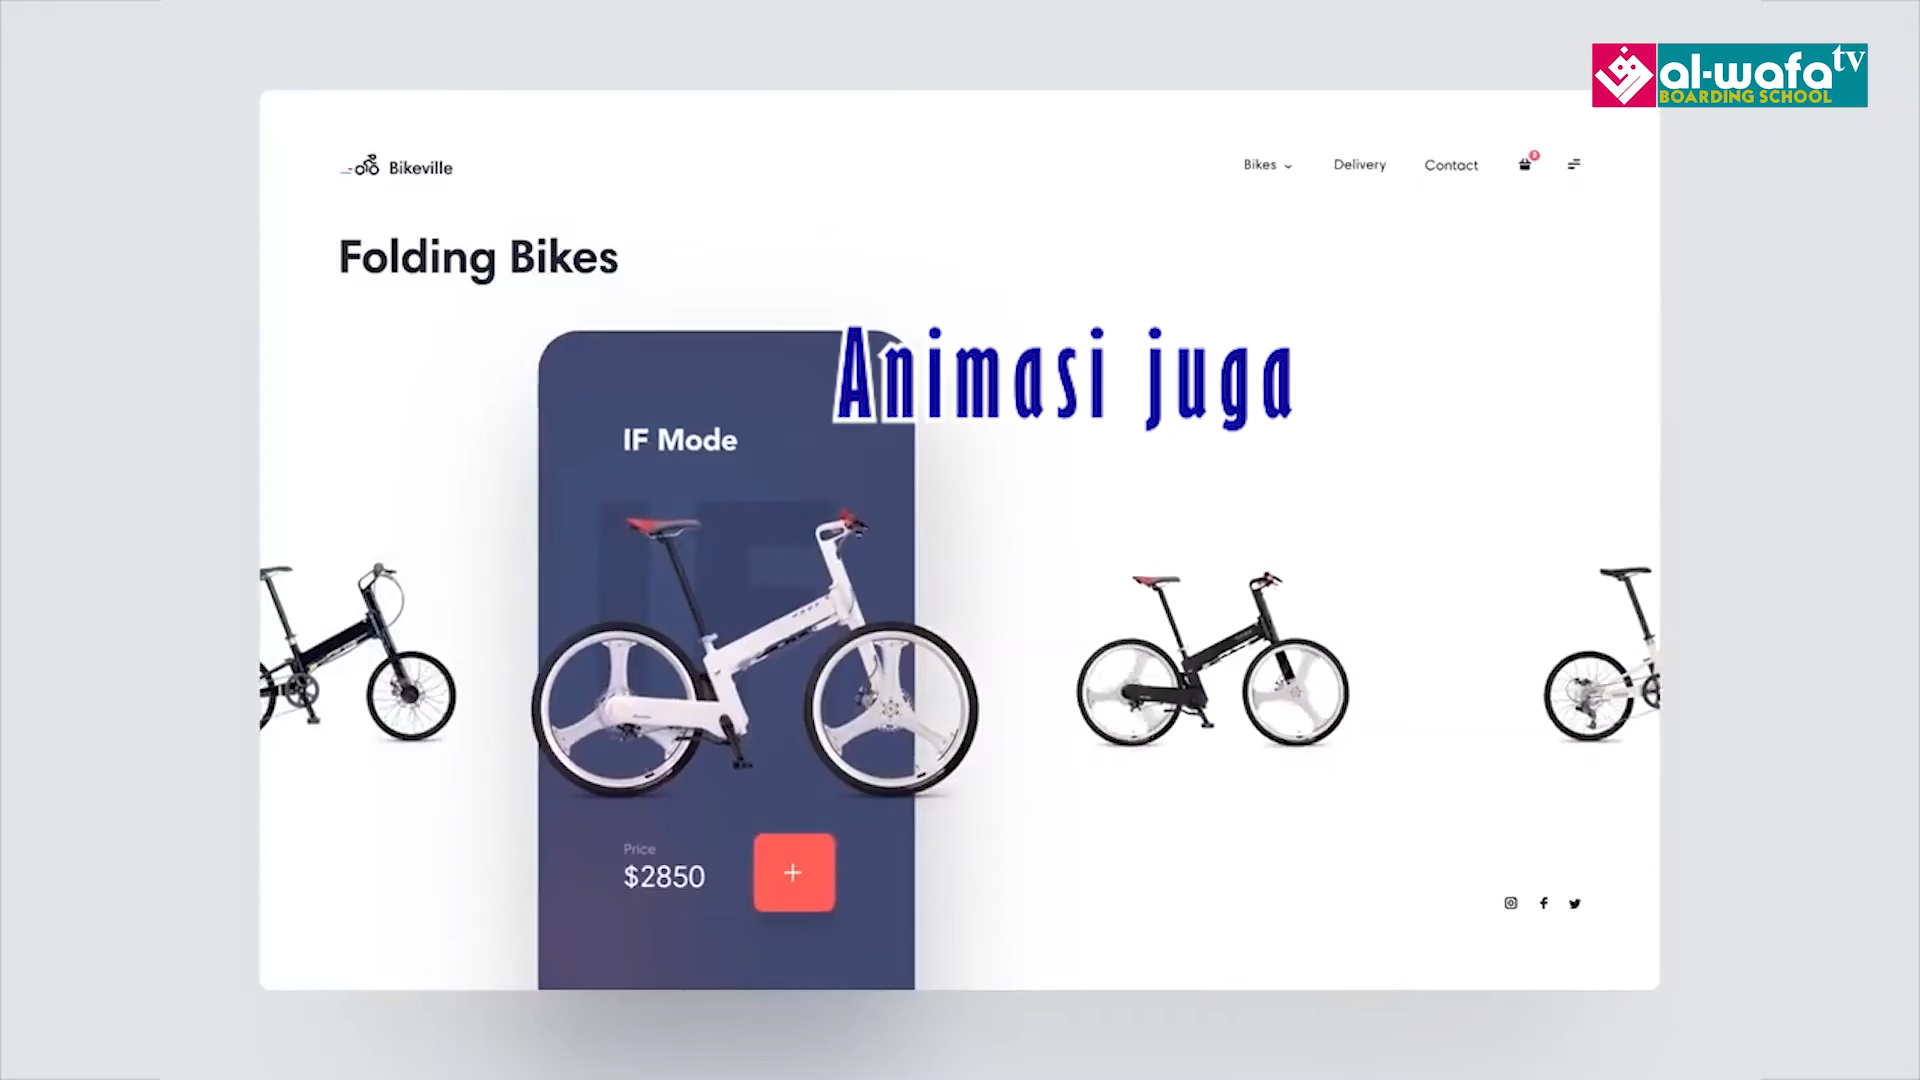 al-wafa tv
BOARDING SCHOOL
Bikeville
Bikes
Delivery
Contact
Folding Bikes
Animasi juga
IF Mode
Price
$2850